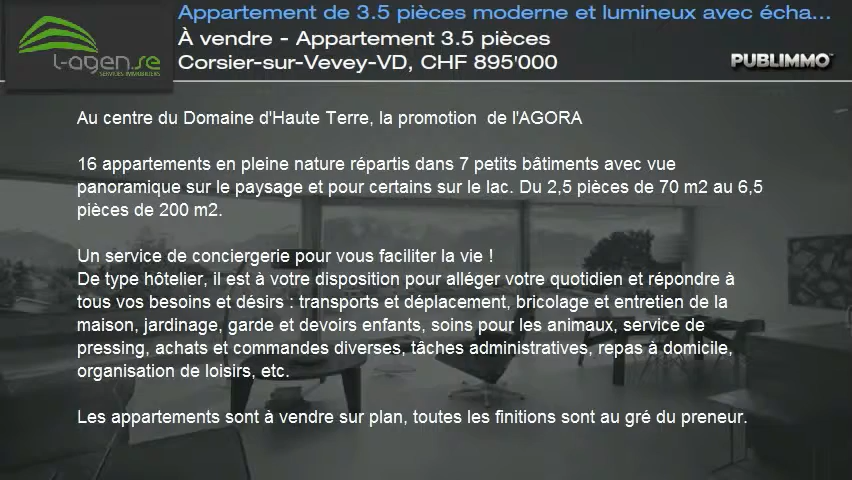 Appartement de 3.5 pièces moderne et lumineux avec écha...
À vendre - Appartement 3.5 pièces
Corsier-sur-Vevey-VD, CHF 895'000
l-agence
SERVICES IMMOBILIERS
PUBLIMMO
Au centre du Domaine d'Haute Terre, la promotion  de l'AGORA
16 appartements en pleine nature répartis dans 7 petits bâtiments avec vue
panoramique sur le paysage et pour certains sur le lac. Du 2,5 pièces de 70 m2 au 6,5
pièces de 200 m2.
Un service de conciergerie pour vous faciliter la vie !
De type hôtelier, il est à votre disposition pour alléger votre quotidien et répondre à
tous vos besoins et désirs : transports et déplacement, bricolage et entretien de la
maison, jardinage, garde et devoirs enfants, soins pour les animaux, service de
pressing, achats et commandes diverses, tâches administratives, repas à domicile,
organisation de loisirs, etc.
Les appartements sont à vendre sur plan, toutes les finitions sont au gré du preneur.